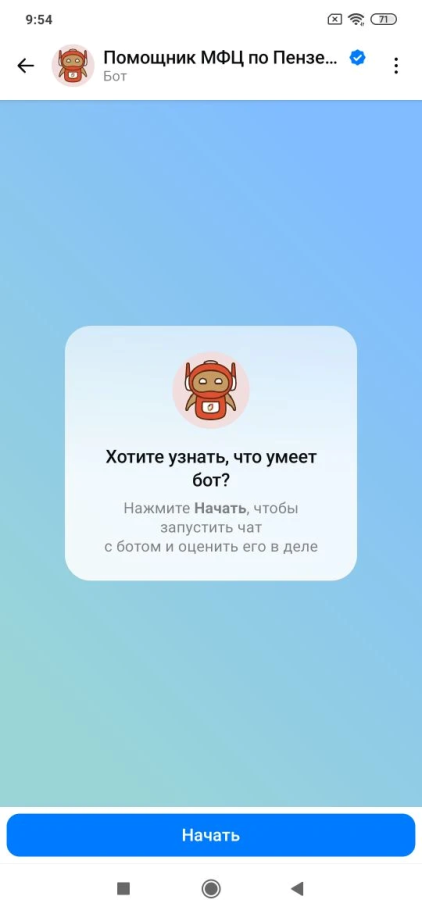 9:54
71
Помощник МФЦ по Пензе...
Бот
Хотите узнать, что умеет
бот?
Нажмите Начать, чтобы
запустить чат
с ботом и оценить его в деле
Начать